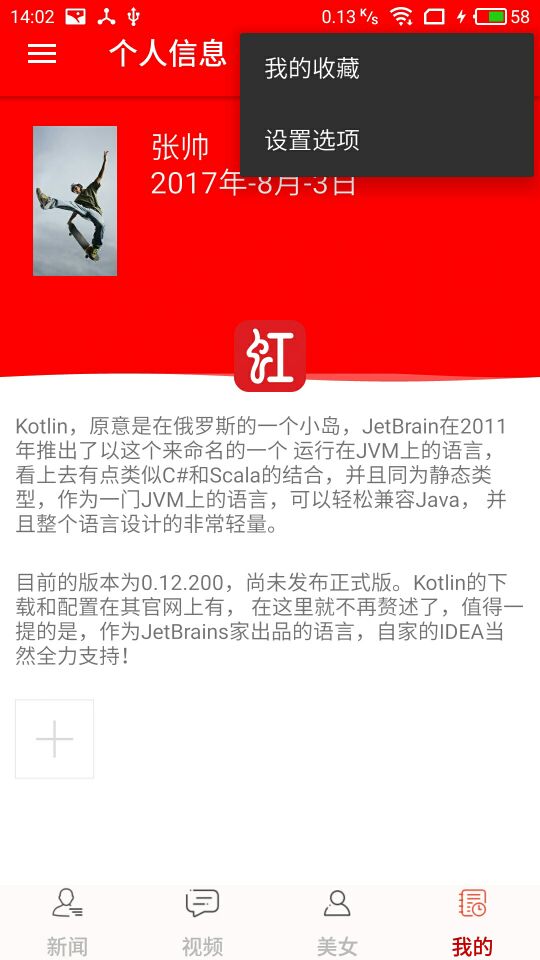 14:02 0.13 K/s 58
个人信息
我的收藏
设置选项
张帅
2017年-8月-3日
红
Kotlin，原意是在俄罗斯的一个小岛，JetBrain在2011
年推出了以这个来命名的一个 运行在JVM上的语言，
看上去有点类似C#和Scala的结合，并且同为静态类
型，作为一门JVM上的语言，可以轻松兼容Java， 并
且整个语言设计的非常轻量。
目前的版本为0.12.200，尚未发布正式版。Kotlin的下
载和配置在其官网上有， 在这里就不再赘述了，值得一
提的是，作为JetBrains家出品的语言，自家的IDEA当
然全力支持！
新闻 视频 美女 我的